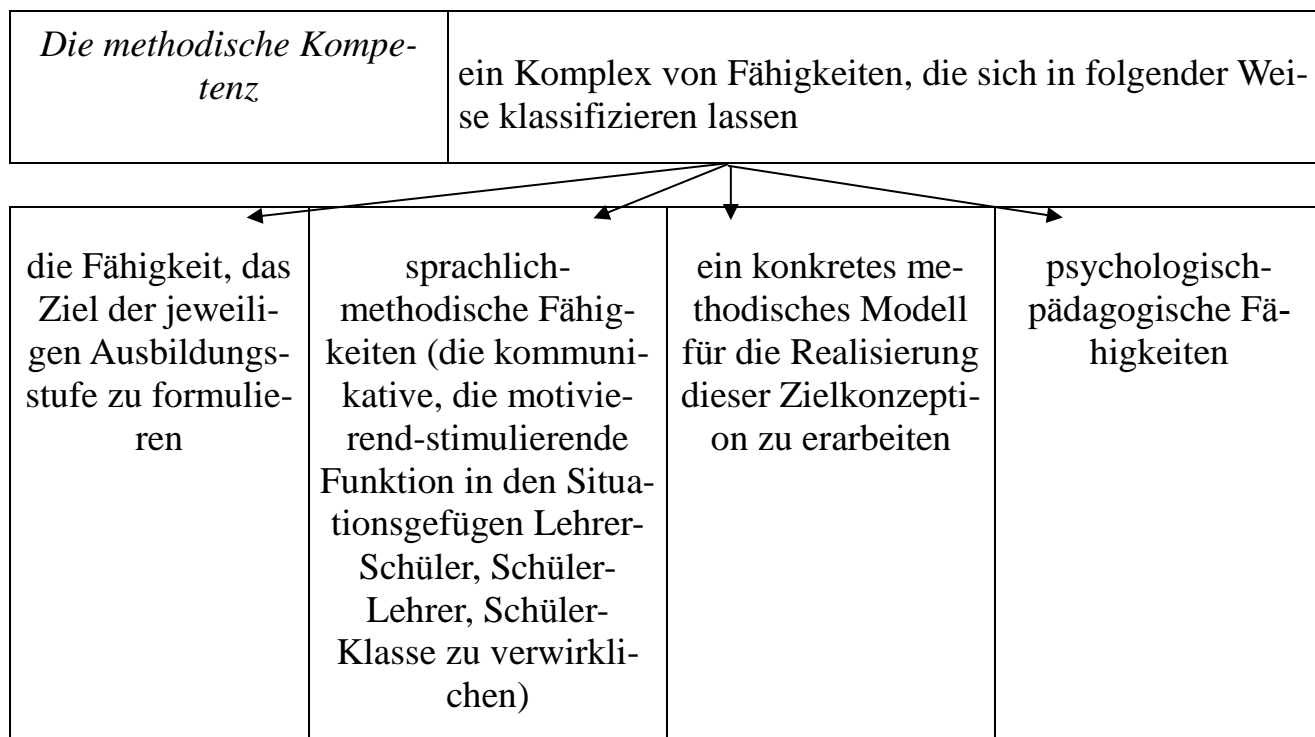 Die methodische Kompe-
tenz
ein Komplex von Fähigkeiten, die sich in folgender Wei-
se klassifizieren lassen
die Fähigkeit, das
Ziel der jeweili-
gen Ausbildungs-
stufe zu formulie-
ren
sprachlich-
methodische Fähig-
keiten (die kommuni-
kative, die motivie-
rend-stimulierende
Funktion in den Situa-
tionsgefügen Lehrer-
Schüler, Schüler-
Lehrer, Schüler-
Klasse zu verwirkli-
chen)
ein konkretes me-
thodisches Modell
für die Realisierung
dieser Zielkonzepti-
on zu erarbeiten
psychologisch-
pädagogische Fä-
higkeiten